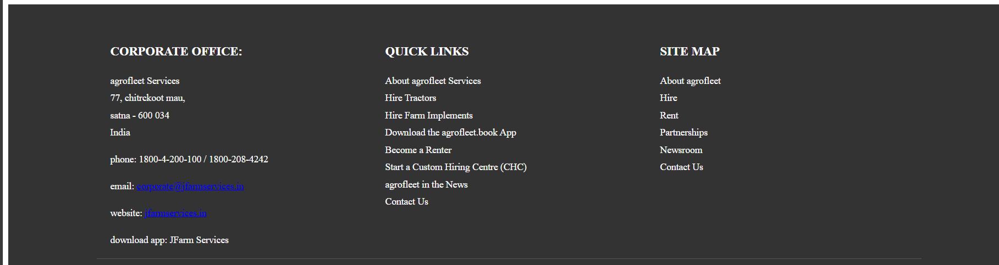 CORPORATE OFFICE:
agrofleet Services
77, chitrckoot mau,
satna - 600 034
India
phone: 1800-4-200-100 / 1800-208-4242
email: corporate@jfarmservices.in
website: jfarmservices.in
download app: JFarm Services
QUICK LINKS
About agrofleet Services
Hire Tractors
Hire Farm Implements
Download the agrofleet.book App
Become a Renter
Start a Custom Hiring Centre (CHC)
agrofleet in the News
Contact Us
SITE MAP
About agrofleet
Hire
Rent
Partnerships
Newsroom
Contact Us